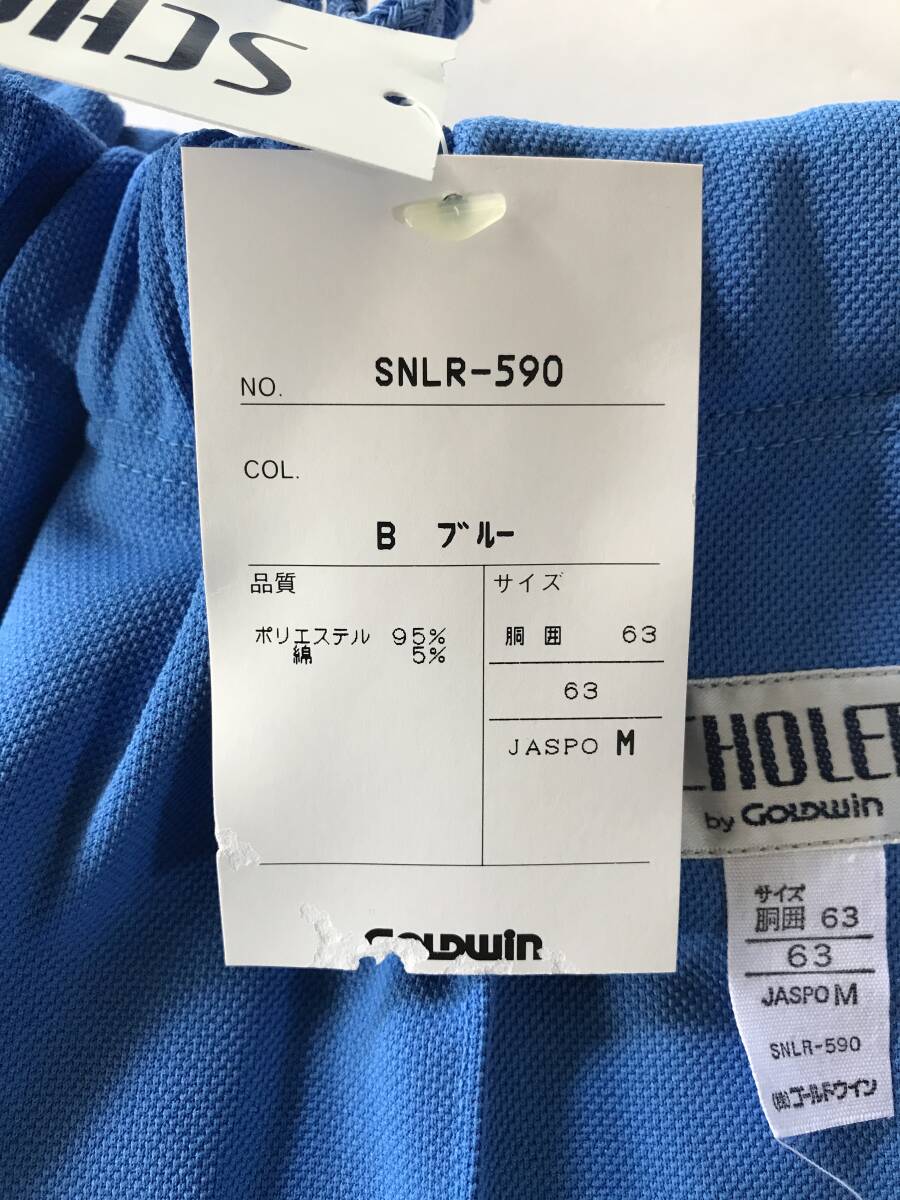 SCHO
NO. SNLR-590
COL.
B ブルー
品質
ポリエステル 95%
綿 5%
サイズ
胴囲 63
63
JASPO M
GOLDWIN
CHOLER
by GOLDWIN
サイズ
胴囲 63
63
JASPO M
SNLR-590
(株)ゴールドウイン